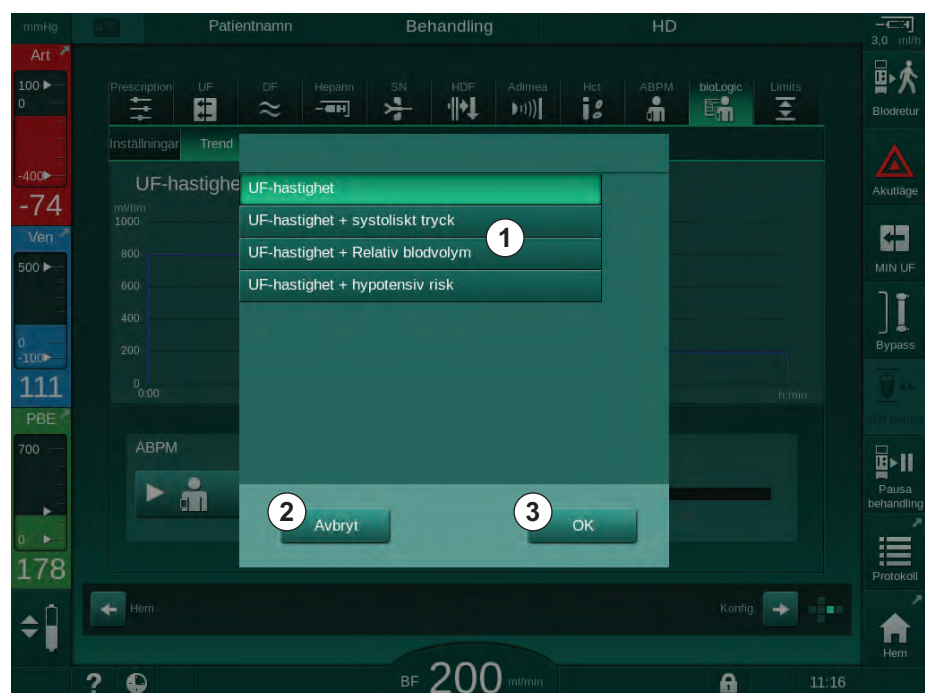 mmHg
Patientnamn
Behandling
HD
3,0 ml/h
Art
100
0
-400
-74
Ven
500
0
-100
111
PBE
700
0
178
Prescription
UF
DF
Heparin
SN
HDF
Adimea
Hct
ABPM
bioLogic
Limits
Inställningar
Trend
UF-hastighe
ml/tim
1000
800
600
400
200
0
0:00
h:min
UF-hastighet
UF-hastighet + systoliskt tryck
UF-hastighet + Relativ blodvolym
UF-hastighet + hypotensiv risk
1
ABPM
2
Avbryt
3
OK
Hem
Konfig.
Blodretur
Akutläge
MIN UF
Bypass
Pausa
behandling
Protokoll
Hem
?
BF 200 ml/min
11:16